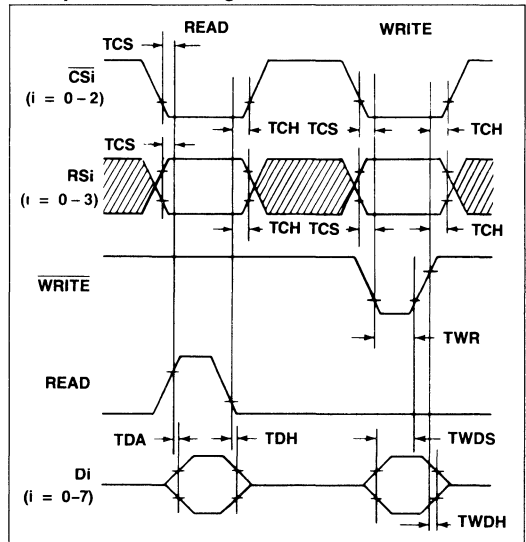 READ WRITE
TCS
CSi
(i = 0 – 2)
TCH TCS TCH
TCS
RSi
(ı = 0 – 3)
TCH TCS TCH
WRITE
TWR
READ
TDA TDH TWDS
Di
(i = 0–7)
TWDH